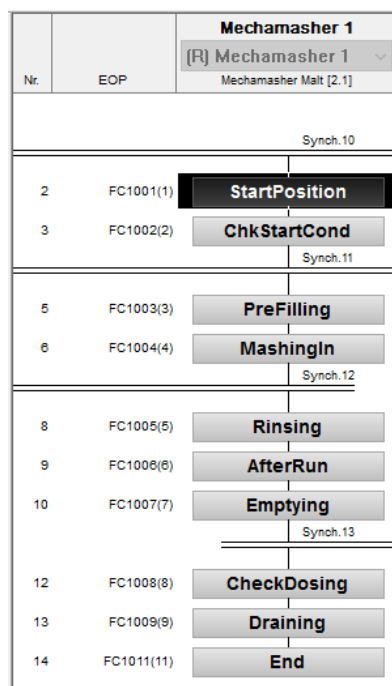 Mechamasher 1
(R) Mechamasher 1
Nr. EOP Mechamasher Malt [2.1]
Synch.10
2 FC1001(1) StartPosition
3 FC1002(2) ChkStartCond
Synch.11
5 FC1003(3) PreFilling
6 FC1004(4) MashingIn
Synch.12
8 FC1005(5) Rinsing
9 FC1006(6) AfterRun
10 FC1007(7) Emptying
Synch.13
12 FC1008(8) CheckDosing
13 FC1009(9) Draining
14 FC1011(11) End